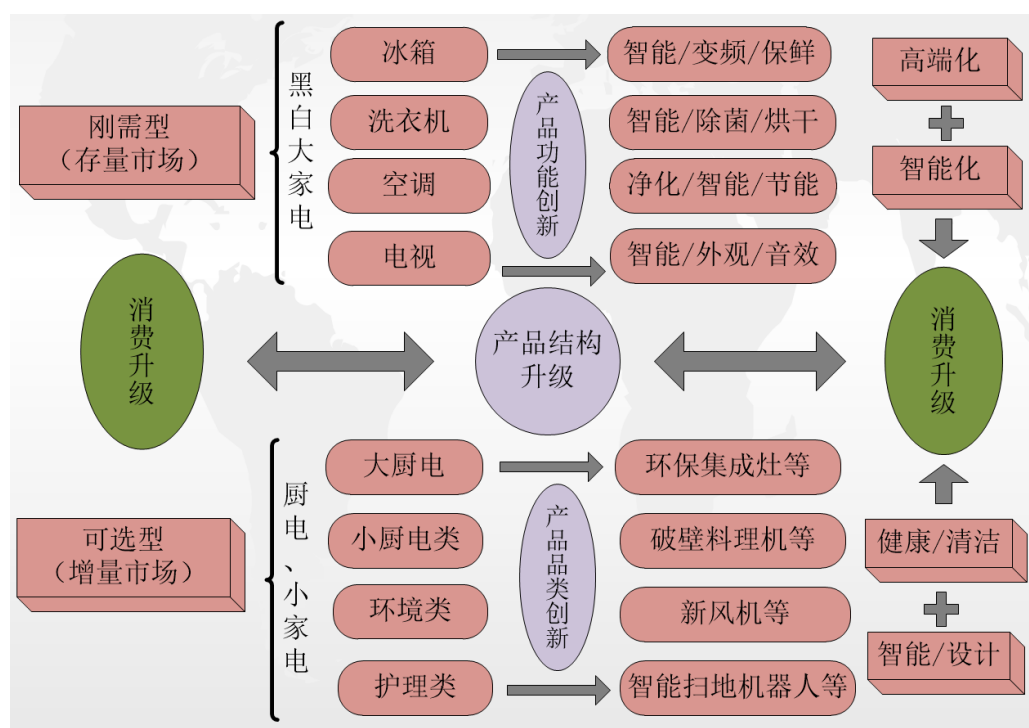 刚需型
（存量市场）
黑白大家电
冰箱
洗衣机
空调
电视
产品功能创新
智能/变频/保鲜
智能/除菌/烘干
净化/智能/节能
智能/外观/音效
高端化
智能化
消费升级
产品结构
升级
消费升级
可选型
（增量市场）
厨电、小家电
大厨电
小厨电类
环境类
护理类
产品品类创新
环保集成灶等
破壁料理机等
新风机等
智能扫地机器人等
健康/清洁
智能/设计